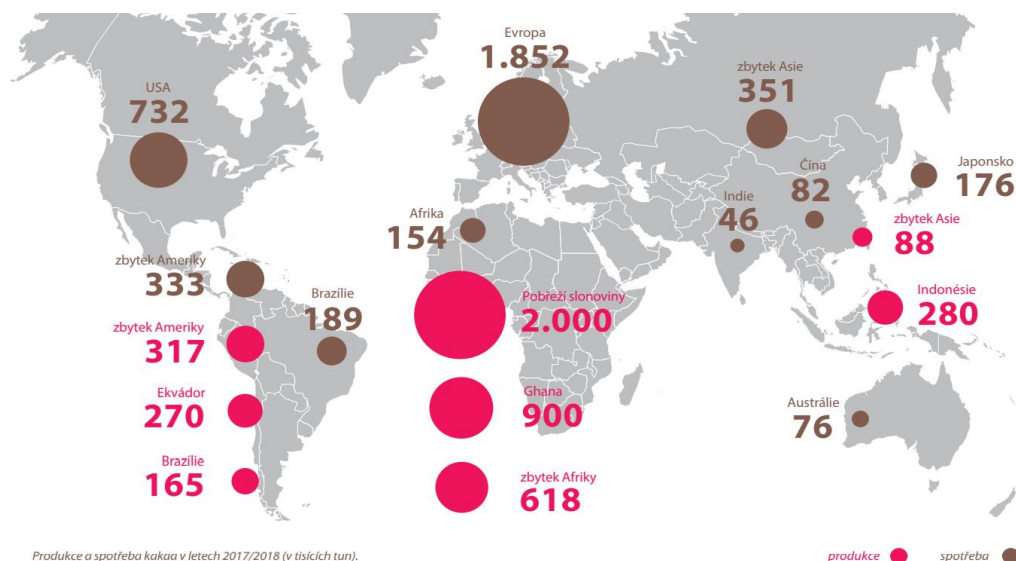 Evropa
1.852
USA
732
zbytek Asie
351
Čína
82
Japonsko
176
Indie
46
Afrika
154
zbytek Asie
88
zbytek Ameriky
333
Brazílie
189
Pobřeží slonoviny
2.000
Indonésie
280
zbytek Ameriky
317
Ekvádor
270
Ghana
900
Austrálie
76
Brazílie
165
zbytek Afriky
618
Produkce a spotřeba kakaa v letech 2017/2018 (v tisících tun).
produkce
spotřeba